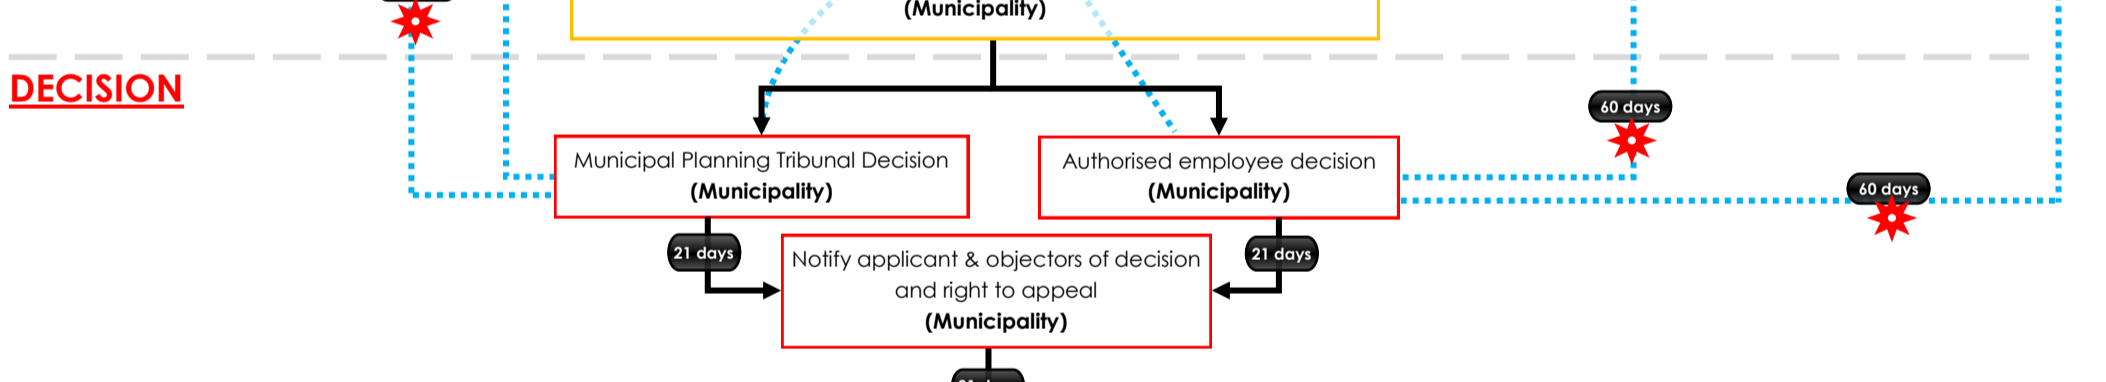 (Municipality)
DECISION
60 days
Municipal Planning Tribunal Decision
(Municipality)
Authorised employee decision
(Municipality)
60 days
21 days
Notify applicant & objectors of decision
and right to appeal
(Municipality)
21 days